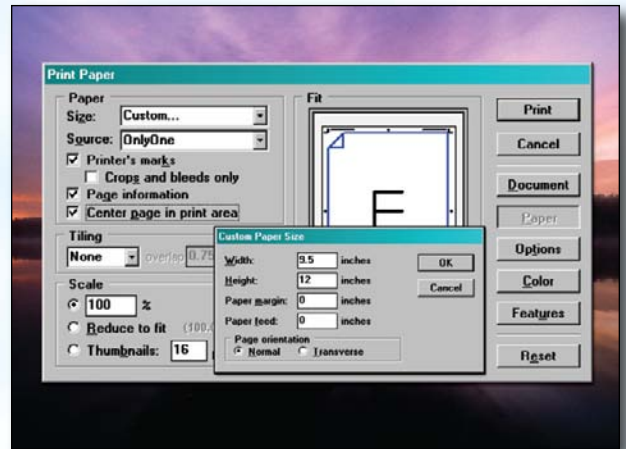 Print Paper
Paper
Size: Custom...
Source: OnlyOne
Printer's marks
Crops and bleeds only
Page information
Center page in print area
Tiling
None overlap 0.75
Scale
100 %
Reduce to fit
Thumbnails: 16
Fit
E
Custom Paper Size
Width: 9.5 inches
Height: 12 inches
Paper margin: 0 inches
Paper feed: 0 inches
Page orientation
Normal Transverse
OK
Cancel
Print
Cancel
Document
Paper
Options
Color
Features
Reset